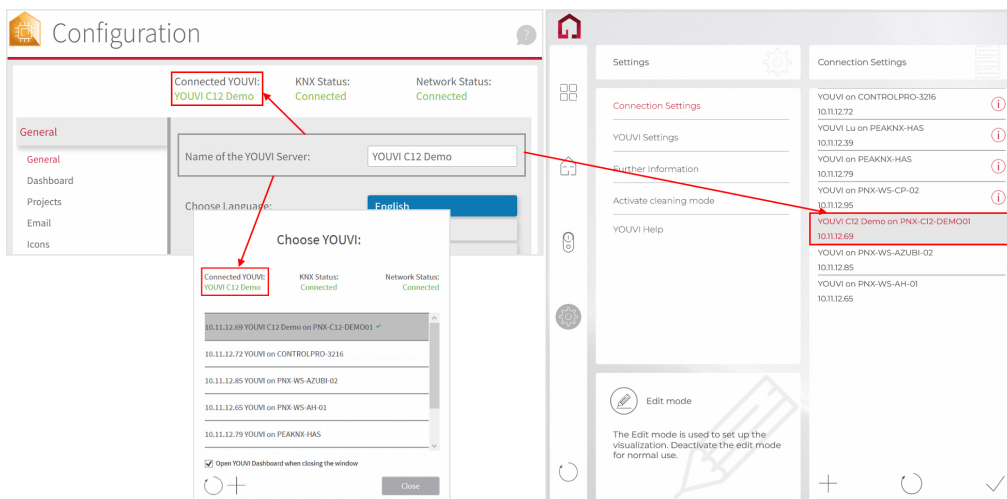 Configuration
?
Connected YOUVI:
YOUVI C12 Demo
KNX Status:
Connected
Network Status:
Connected
General
General
Dashboard
Projects
Email
Icons
Name of the YOUVI Server:
YOUVI C12 Demo
Choose Language:
English
Choose YOUVI:
Connected YOUVI:
YOUVI C12 Demo
KNX Status:
Connected
Network Status:
Connected
10.11.12.69 YOUVI C12 Demo on PNX-C12-DEMO01
10.11.12.72 YOUVI on CONTROLPRO-3216
10.11.12.85 YOUVI on PNX-WS-AZUBI-02
10.11.12.65 YOUVI on PNX-WS-AH-01
10.11.12.79 YOUVI on PEAKNX-HAS
Open YOUVI Dashboard when closing the window
Close
Settings
Connection Settings
YOUVI Settings
Further Information
Activate cleaning mode
YOUVI Help
Edit mode
The Edit mode is used to set up the
visualization. Deactivate the edit mode
for normal use.
Connection Settings
YOUVI on CONTROLPRO-3216
10.11.12.72
YOUVI Lu on PEAKNX-HAS
10.11.12.39
YOUVI on PEAKNX-HAS
10.11.12.79
YOUVI on PNX-WS-CP-02
10.11.12.95
YOUVI C12 Demo on PNX-C12-DEMO01
10.11.12.69
YOUVI on PNX-WS-AZUBI-02
10.11.12.85
YOUVI on PNX-WS-AH-01
10.11.12.65